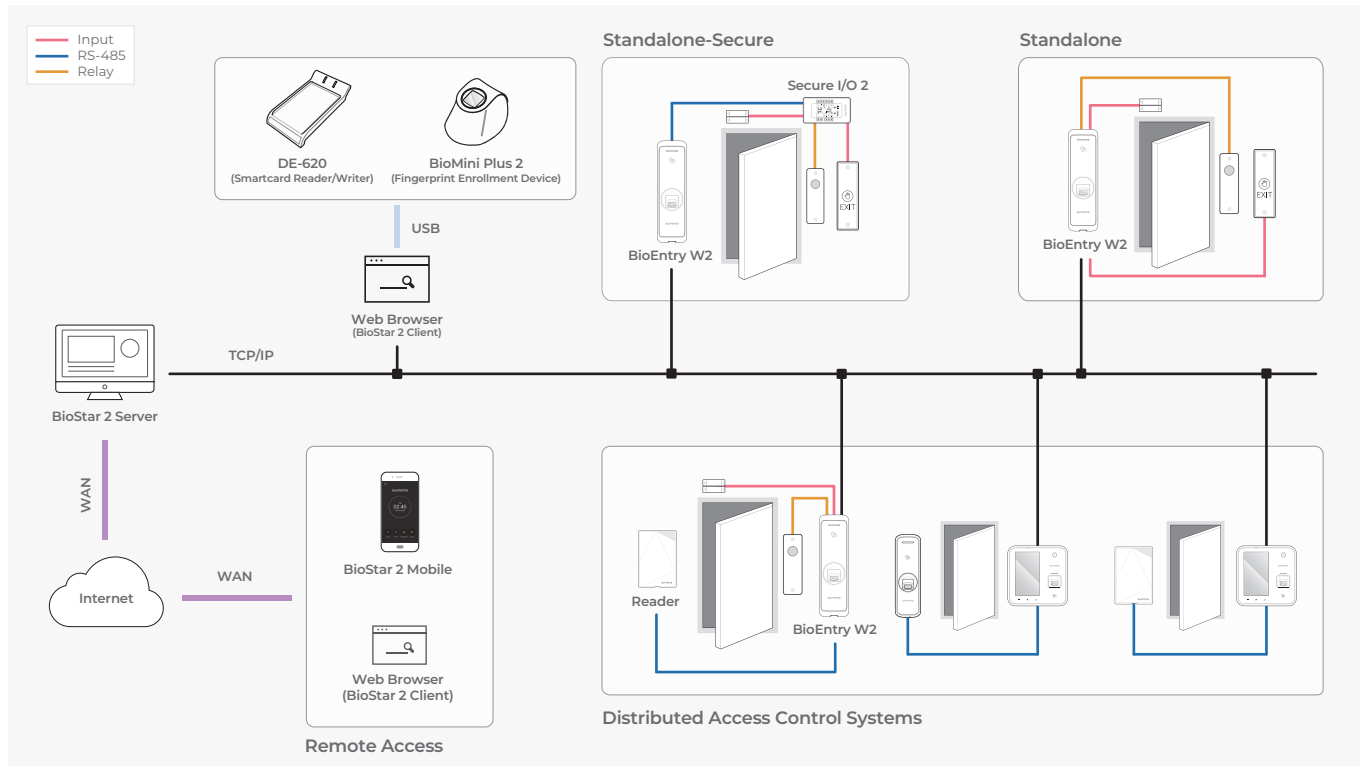 Input
RS-485
Relay
Standalone-Secure
Standalone
Secure I/O 2
DE-620
(Smartcard Reader/Writer)
BioMini Plus 2
(Fingerprint Enrollment Device)
EXIT
EXIT
USB
BioEntry W2
BioEntry W2
Web Browser
(BioStar 2 Client)
TCP/IP
BioStar 2 Server
WAN
02:45
BioStar 2 Mobile
WAN
Internet
Reader
BioEntry W2
Web Browser
(BioStar 2 Client)
Distributed Access Control Systems
Remote Access